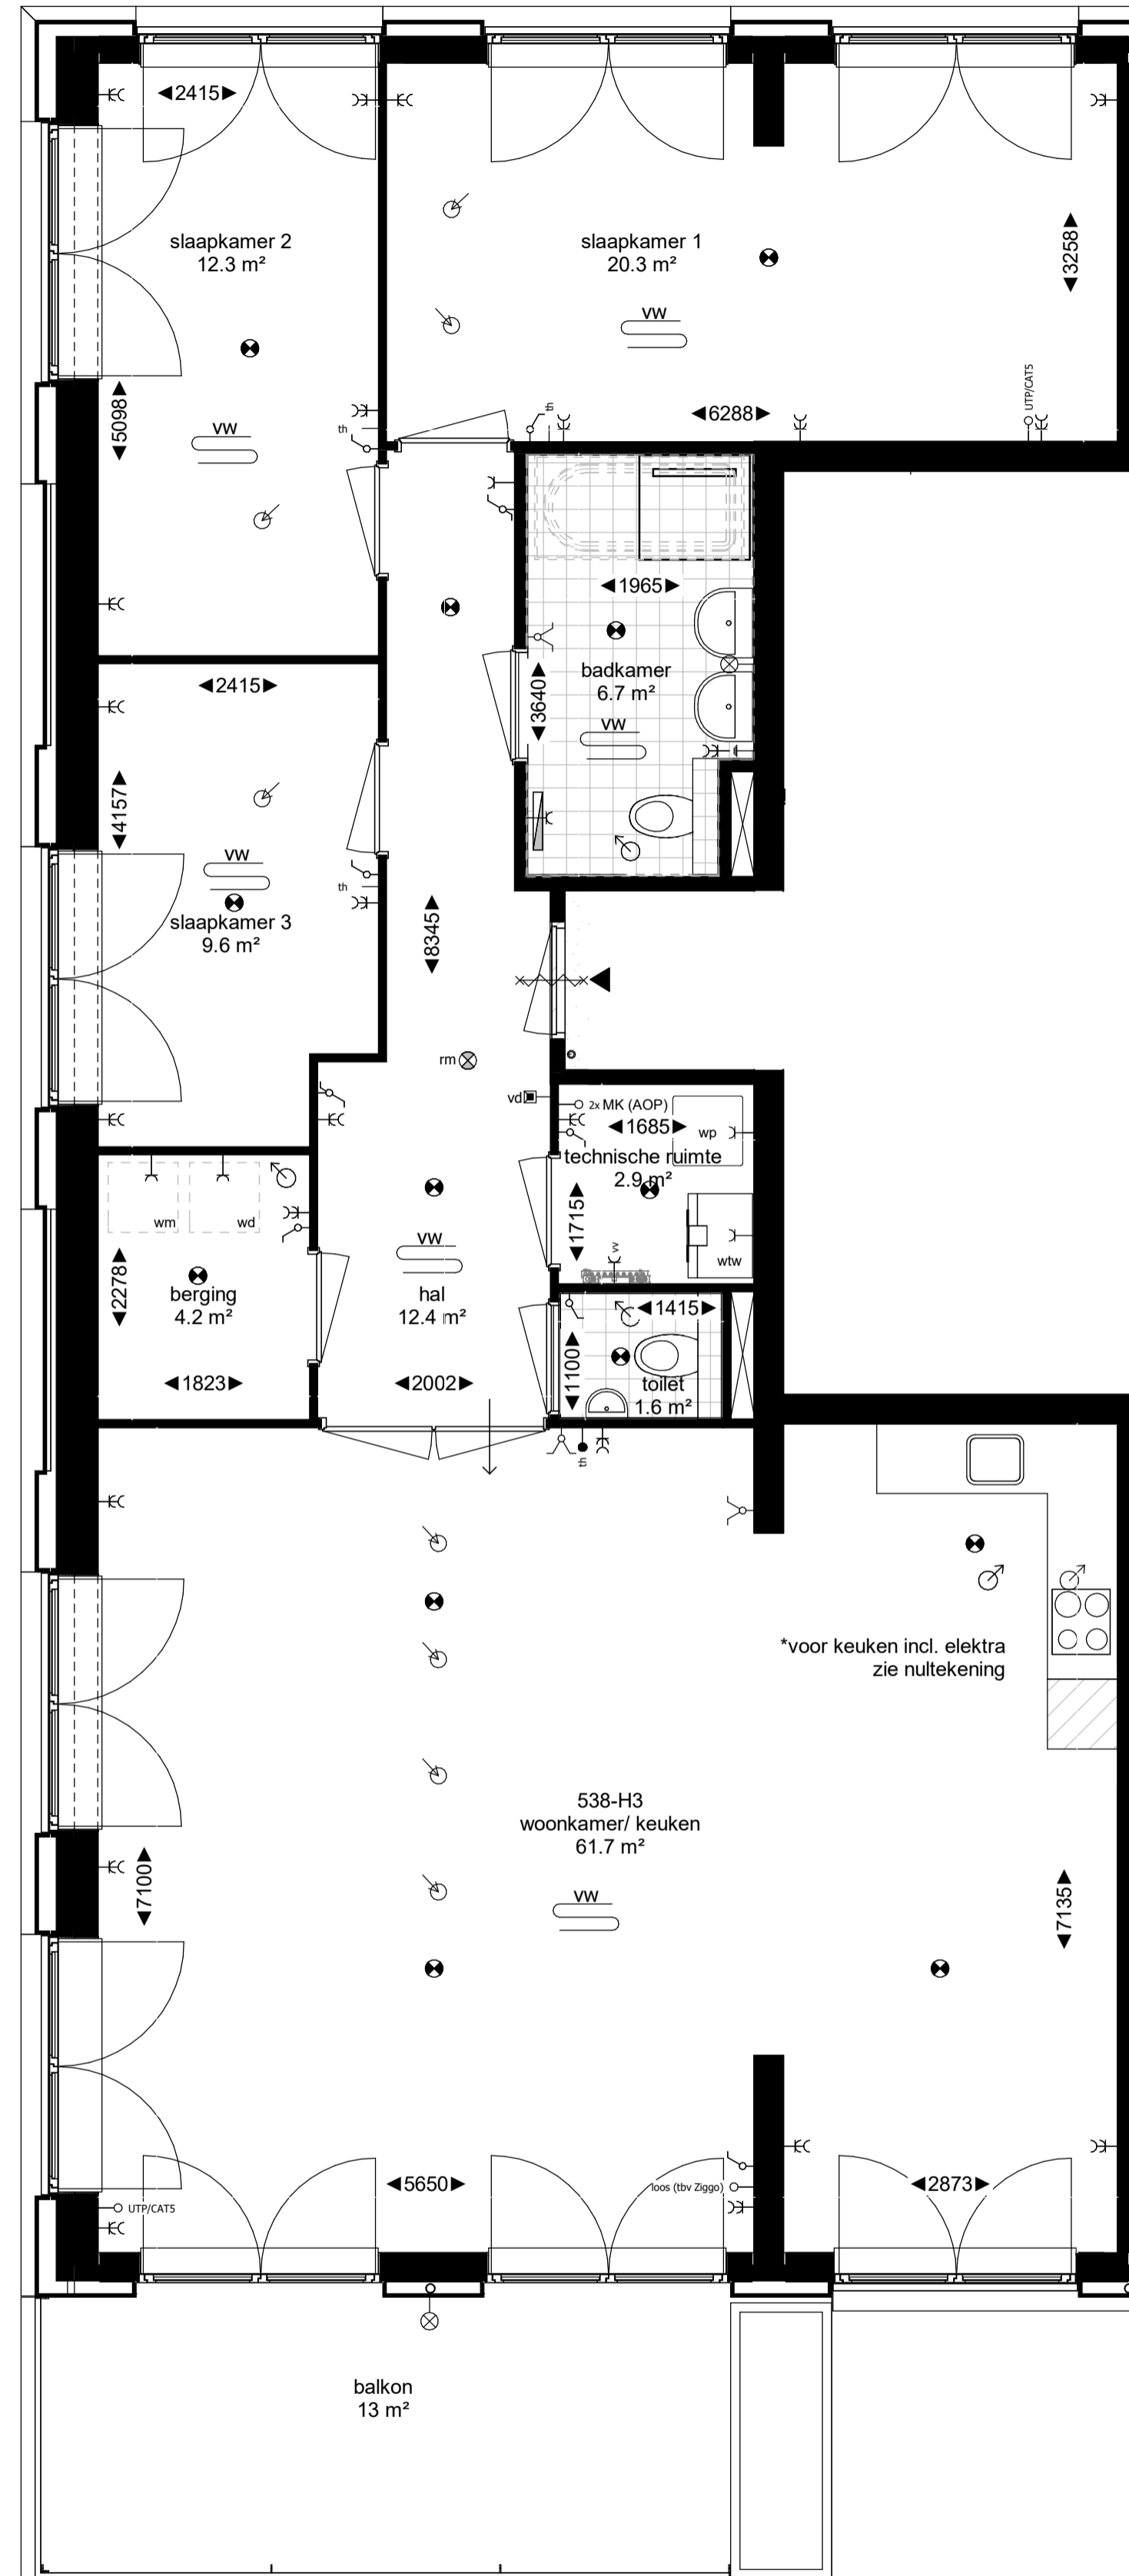 2415
slaapkamer 2
12.3 m²
slaapkamer 1
20.3 m²
3258
vw
6288
th
UTP/CAT5
5098
vw
th
1965
badkamer
6.7 m²
3640
vw
2415
4157
vw
th
slaapkamer 3
9.6 m²
8345
rm
vd
2x MK (AOP)
1685
wp
technische ruimte
2.9 m²
1715
vv
wtw
wm
wd
2278
berging
4.2 m²
1823
vw
hal
12.4 m²
2002
1415
1100
toilet
1.6 m²
th
*voor keuken incl. elektra
zie nultekening
538-H3
woonkamer/ keuken
61.7 m²
vw
7100
7135
5650
loos (tbv Ziggo)
2873
UTP/CAT5
balkon
13 m²